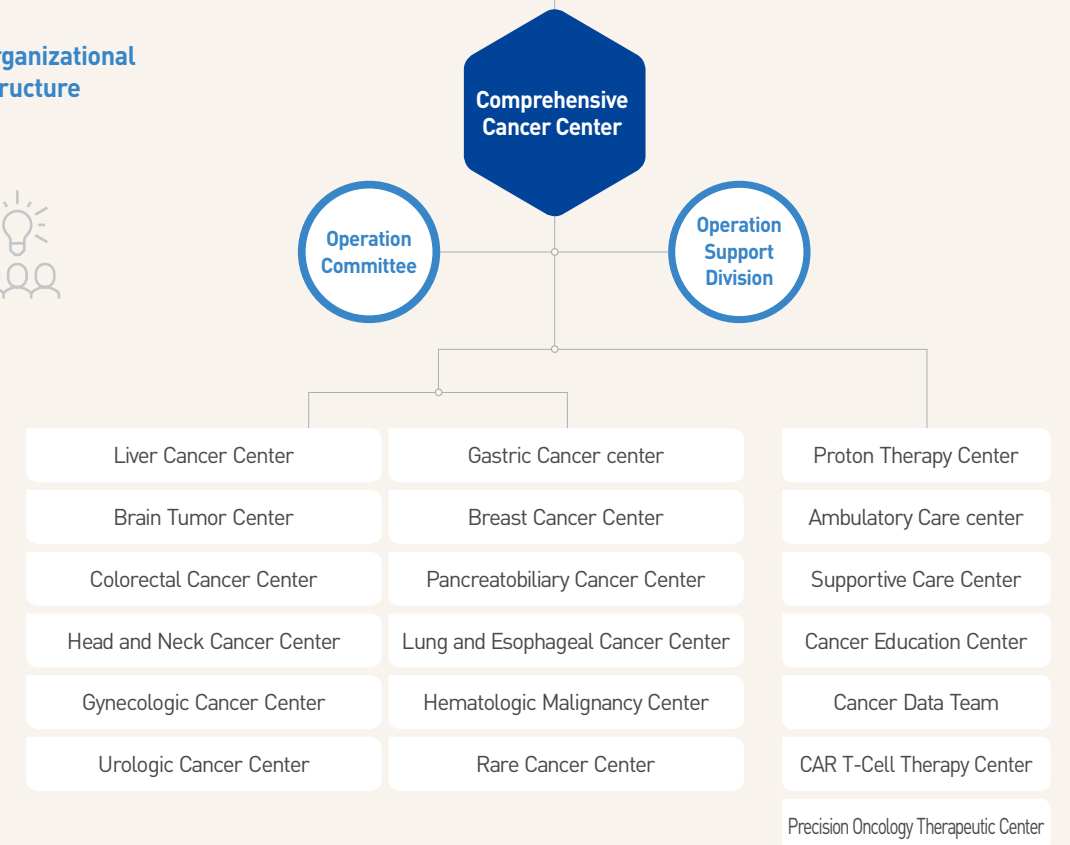 rganizational
ructure
Comprehensive
Cancer Center
Operation
Committee
Operation
Support
Division
Liver Cancer Center
Gastric Cancer center
Proton Therapy Center
Brain Tumor Center
Breast Cancer Center
Ambulatory Care center
Colorectal Cancer Center
Pancreatobiliary Cancer Center
Supportive Care Center
Head and Neck Cancer Center
Lung and Esophageal Cancer Center
Cancer Education Center
Gynecologic Cancer Center
Hematologic Malignancy Center
Cancer Data Team
Urologic Cancer Center
Rare Cancer Center
CAR T-Cell Therapy Center
Precision Oncology Therapeutic Center